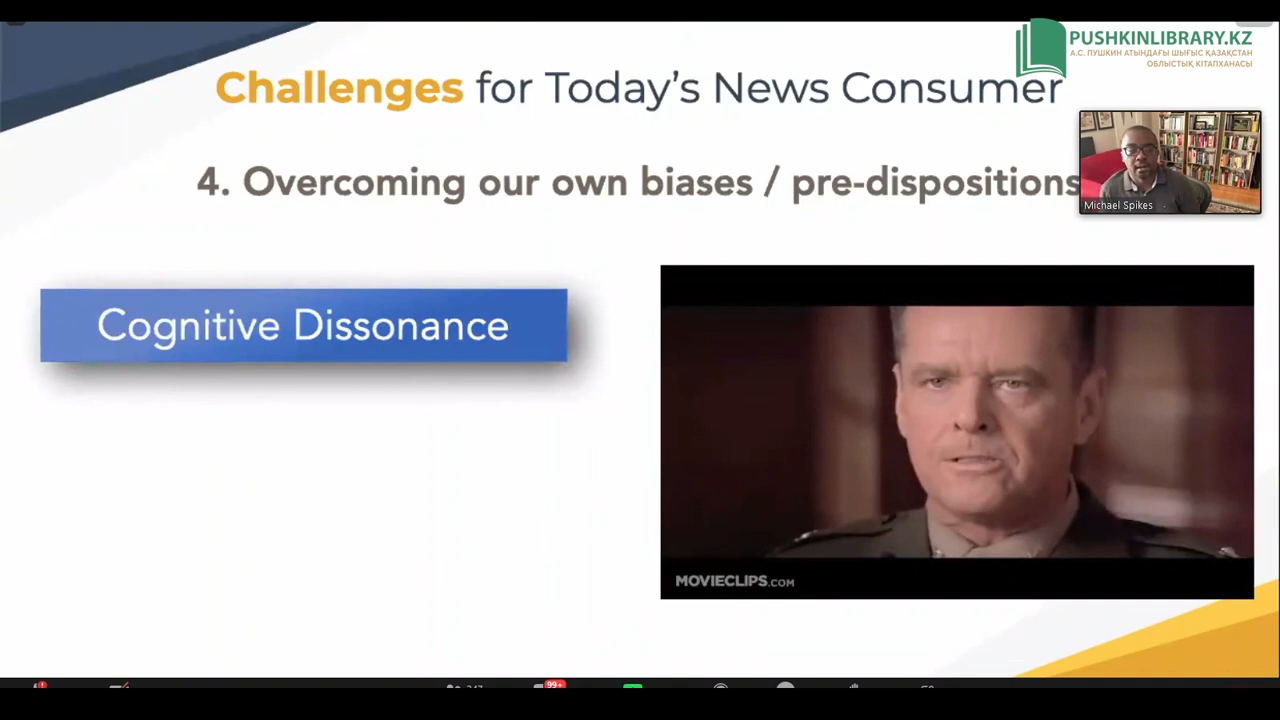 PUSHKINLIBRARY.KZ
А.С. ПУШКИН АТЫНДАҒЫ ШЫҒЫС ҚАЗАҚСТАН
ОБЛЫСТЫҚ КІТАПХАНАСЫ
Challenges for Today's News Consumer
4. Overcoming our own biases / pre-dispositions
Michael Spikes
Cognitive Dissonance
MOVIECLIPS.COM
99+